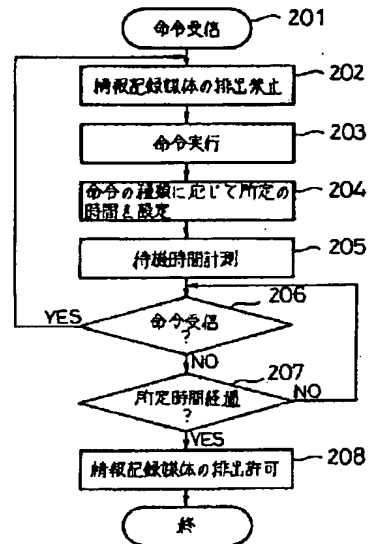 命令受信
201
情報記録媒体の排出禁止
202
命令実行
203
命令の種類に応じて所定の
時間を設定
204
待機時間計測
205
206
命令受信
?
YES
NO
207
所定時間経過
?
NO
YES
情報記録媒体の排出許可
208
終